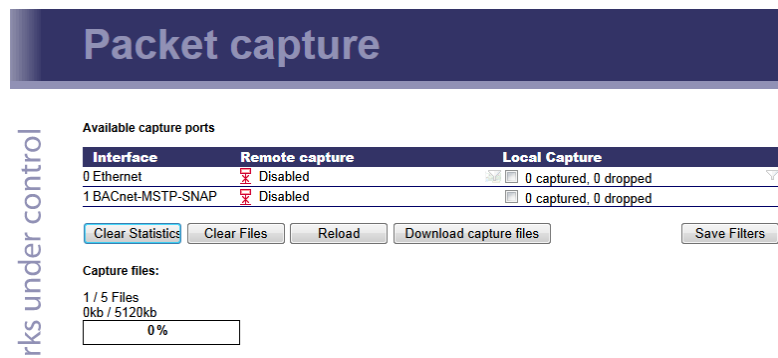 Packet capture
rks under control
Available capture ports
Interface Remote capture Local Capture
0 Ethernet Disabled 0 captured, 0 dropped
1 BACnet-MSTP-SNAP Disabled 0 captured, 0 dropped
Clear Statistics Clear Files Reload Download capture files Save Filters
Capture files:
1 / 5 Files
0kb / 5120kb
0%